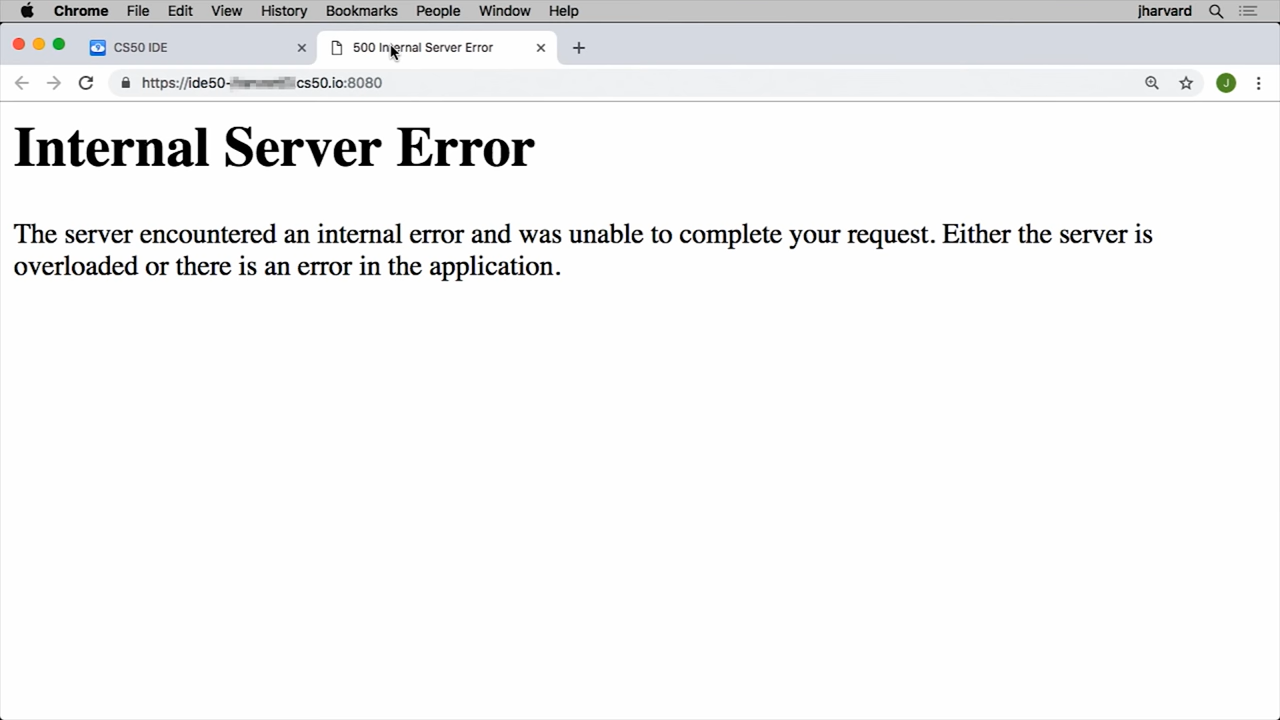 Chrome File Edit View History Bookmarks People Window Help jharvard
CS50 IDE 500 Internal Server Error
https://ide50- cs50.io:8080 J
Internal Server Error
The server encountered an internal error and was unable to complete your request. Either the server is
overloaded or there is an error in the application.